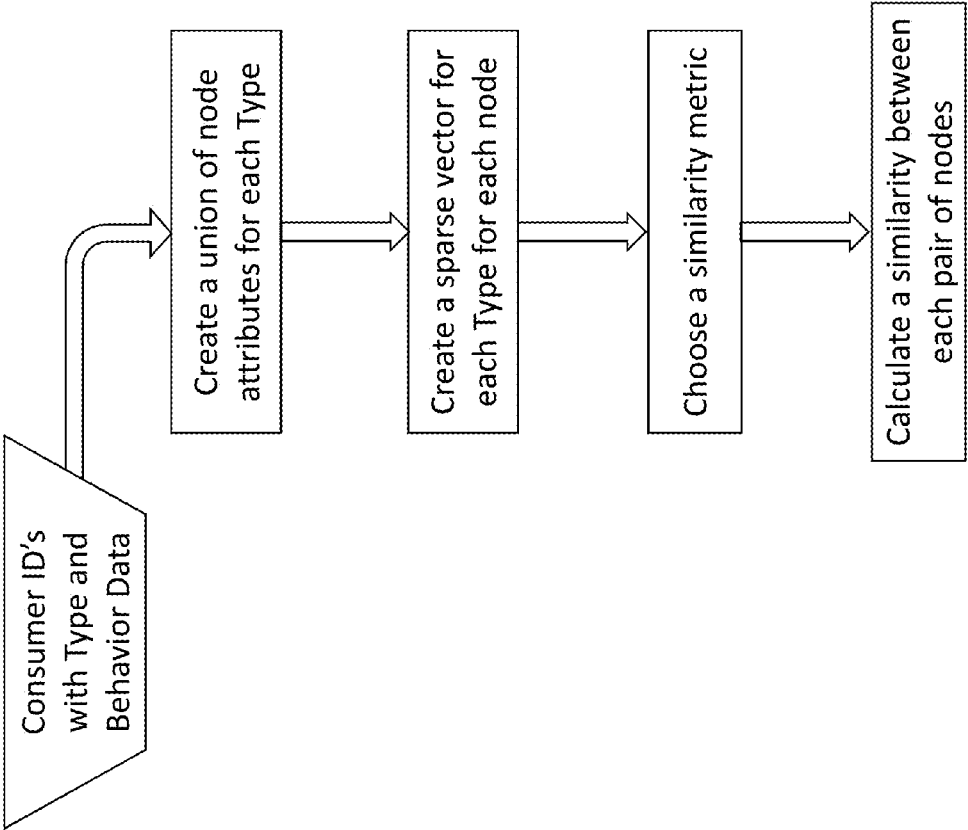 Consumer ID's
with Type and
Behavior Data
Create a union of node
attributes for each Type
Create a sparse vector for
each Type for each node
Choose a similarity metric
Calculate a similarity between
each pair of nodes